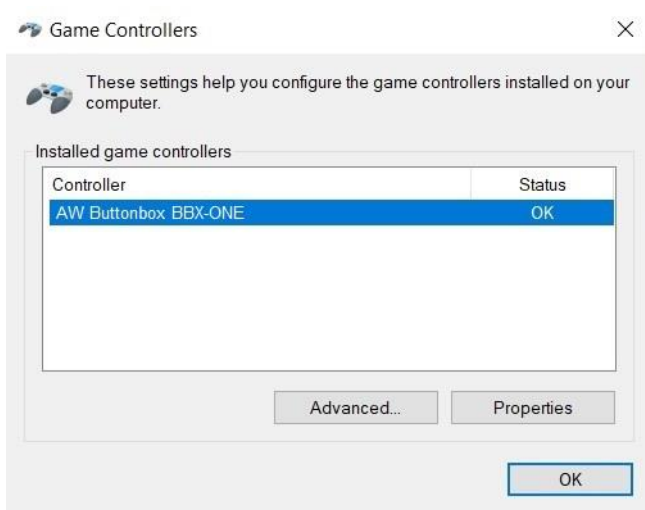 Game Controllers
These settings help you configure the game controllers installed on your
computer.
Installed game controllers
Controller Status
AW Buttonbox BBX-ONE OK
Advanced... Properties
OK